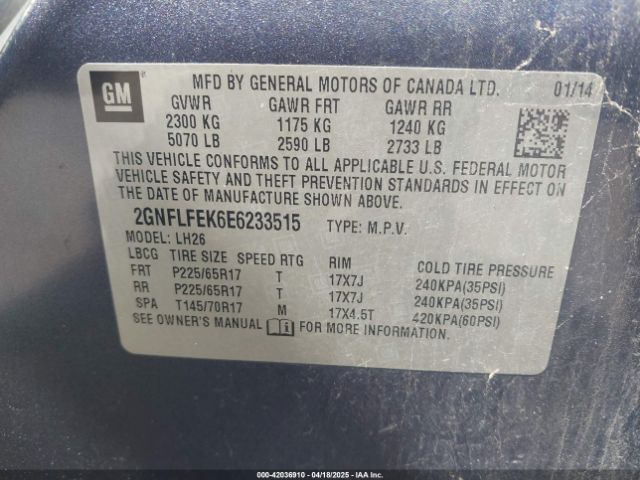 GM
MFD BY GENERAL MOTORS OF CANADA LTD. 01/14
GVWR GAWR FRT GAWR RR
2300 KG 1175 KG 1240 KG
5070 LB 2590 LB 2733 LB
THIS VEHICLE CONFORMS TO ALL APPLICABLE U.S. FEDERAL MOTOR
VEHICLE SAFETY AND THEFT PREVENTION STANDARDS IN EFFECT ON
THE DATE OF MANUFACTURE SHOWN ABOVE.
2GNFLFEK6E6233515 TYPE: M.P.V.
MODEL: LH26
LBCG TIRE SIZE SPEED RTG RIM COLD TIRE PRESSURE
FRT P225/65R17 T 17X7J 240KPA(35PSI)
RR P225/65R17 T 17X7J 240KPA(35PSI)
SPA T145/70R17 M 17X4.5T 420KPA(60PSI)
SEE OWNER'S MANUAL FOR MORE INFORMATION.
000-42036910 - 04/18/2025 - IAAI.com